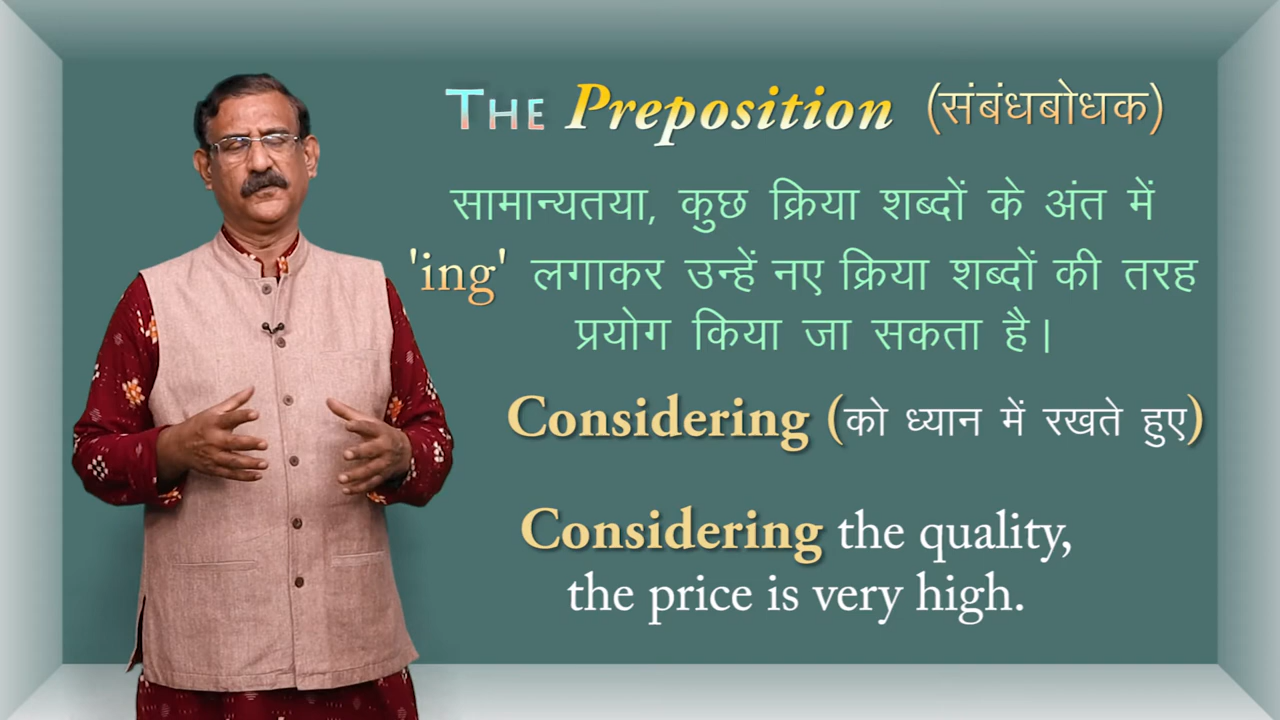 THE Preposition (संबंधबोधक)
सामान्यतया, कुछ क्रिया शब्दों के अंत में
'ing' लगाकर उन्हें नए क्रिया शब्दों की तरह
प्रयोग किया जा सकता है।
Considering (को ध्यान में रखते हुए)
Considering the quality,
the price is very high.